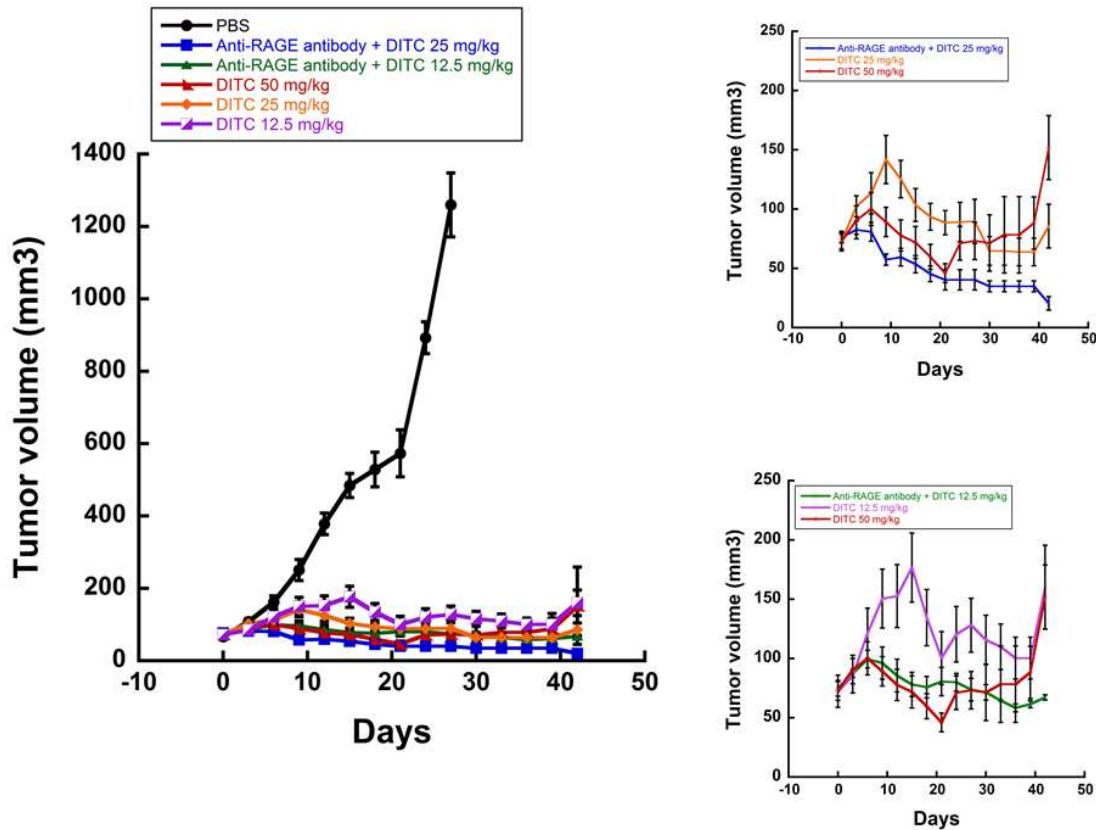 PBS
Anti-RAGE antibody + DITC 25 mg/kg
Anti-RAGE antibody + DITC 12.5 mg/kg
DITC 50 mg/kg
DITC 25 mg/kg
DITC 12.5 mg/kg
1400
1200
1000
800
600
400
200
0
-10
0
10
20
30
40
50
Tumor volume (mm3)
Days
250
200
150
100
50
0
-10
0
10
20
30
40
50
Anti-RAGE antibody + DITC 25 mg/kg
DITC 25 mg/kg
DITC 50 mg/kg
Tumor volume (mm3)
Days
250
200
150
100
50
0
-10
0
10
20
30
40
50
Anti-RAGE antibody + DITC 12.5 mg/kg
DITC 12.5 mg/kg
DITC 50 mg/kg
Tumor volume (mm3)
Days